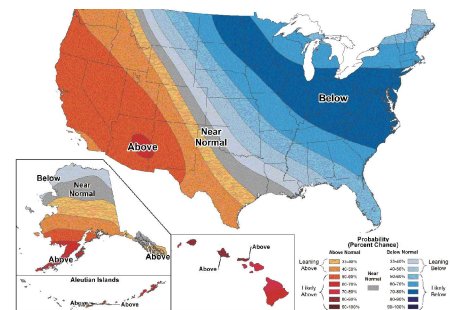 Below
Near
Normal
Above
Below
Near
Normal
Above
Above
Aleutian Islands
Above
Above
Above
Above
Probability
(Percent Chance)
Above Normal
Below Normal
Leaning
Above
Likely
Above
33-40%
40-50%
50-60%
60-70%
70-80%
80-90%
90-100%
Near
Normal
33-40%
40-50%
50-60%
60-70%
70-80%
80-90%
90-100%
Leaning
Below
Likely
Below